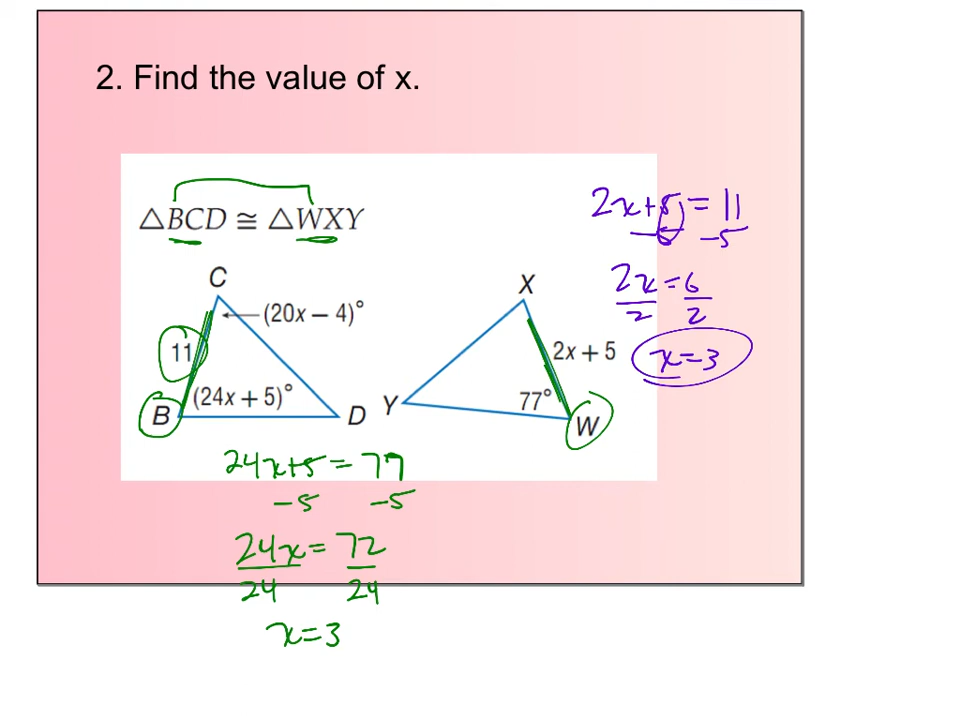 2. Find the value of x.
△BCD ≅ △WXY
2x+5 = 11
-5 -5
C
X
2x = 6
2 2
(20x – 4)°
11
2x + 5
x=3
(24x + 5)°
77°
B
D
Y
W
24x+5 = 77
-5 -5
24x = 72
24 24
x=3